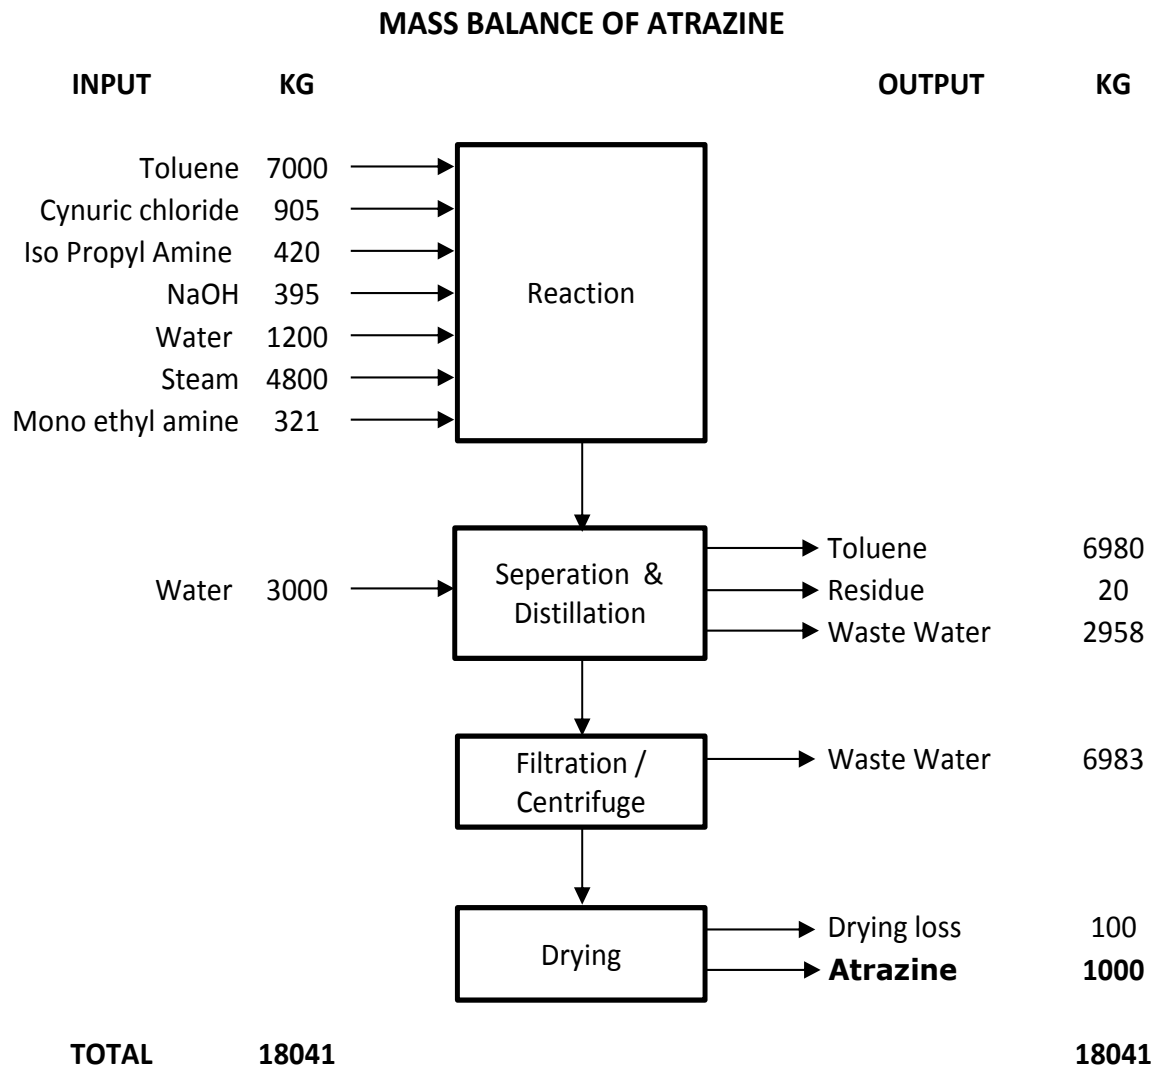 MASS BALANCE OF ATRAZINE
INPUT KG OUTPUT KG
Toluene 7000
Cynuric chloride 905
Iso Propyl Amine 420
NaOH 395
Water 1200
Steam 4800
Mono ethyl amine 321
Reaction
Water 3000
Seperation &
Distillation
Toluene 6980
Residue 20
Waste Water 2958
Filtration /
Centrifuge
Waste Water 6983
Drying
Drying loss 100
Atrazine 1000
TOTAL 18041 18041